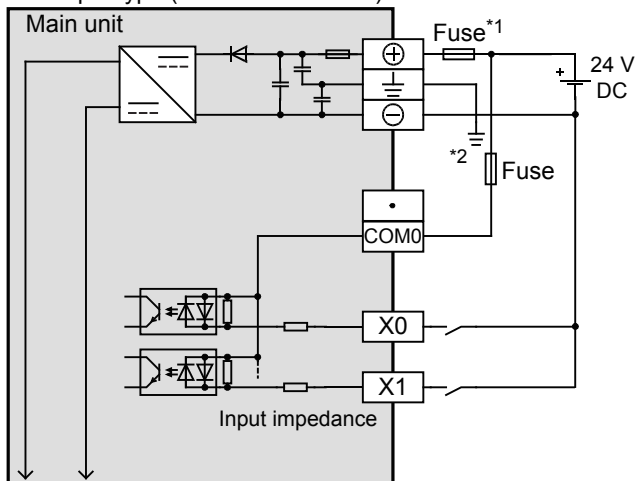 Main unit
Fuse*1
24 V
DC
*2
Fuse
COM0
X0
X1
Input impedance